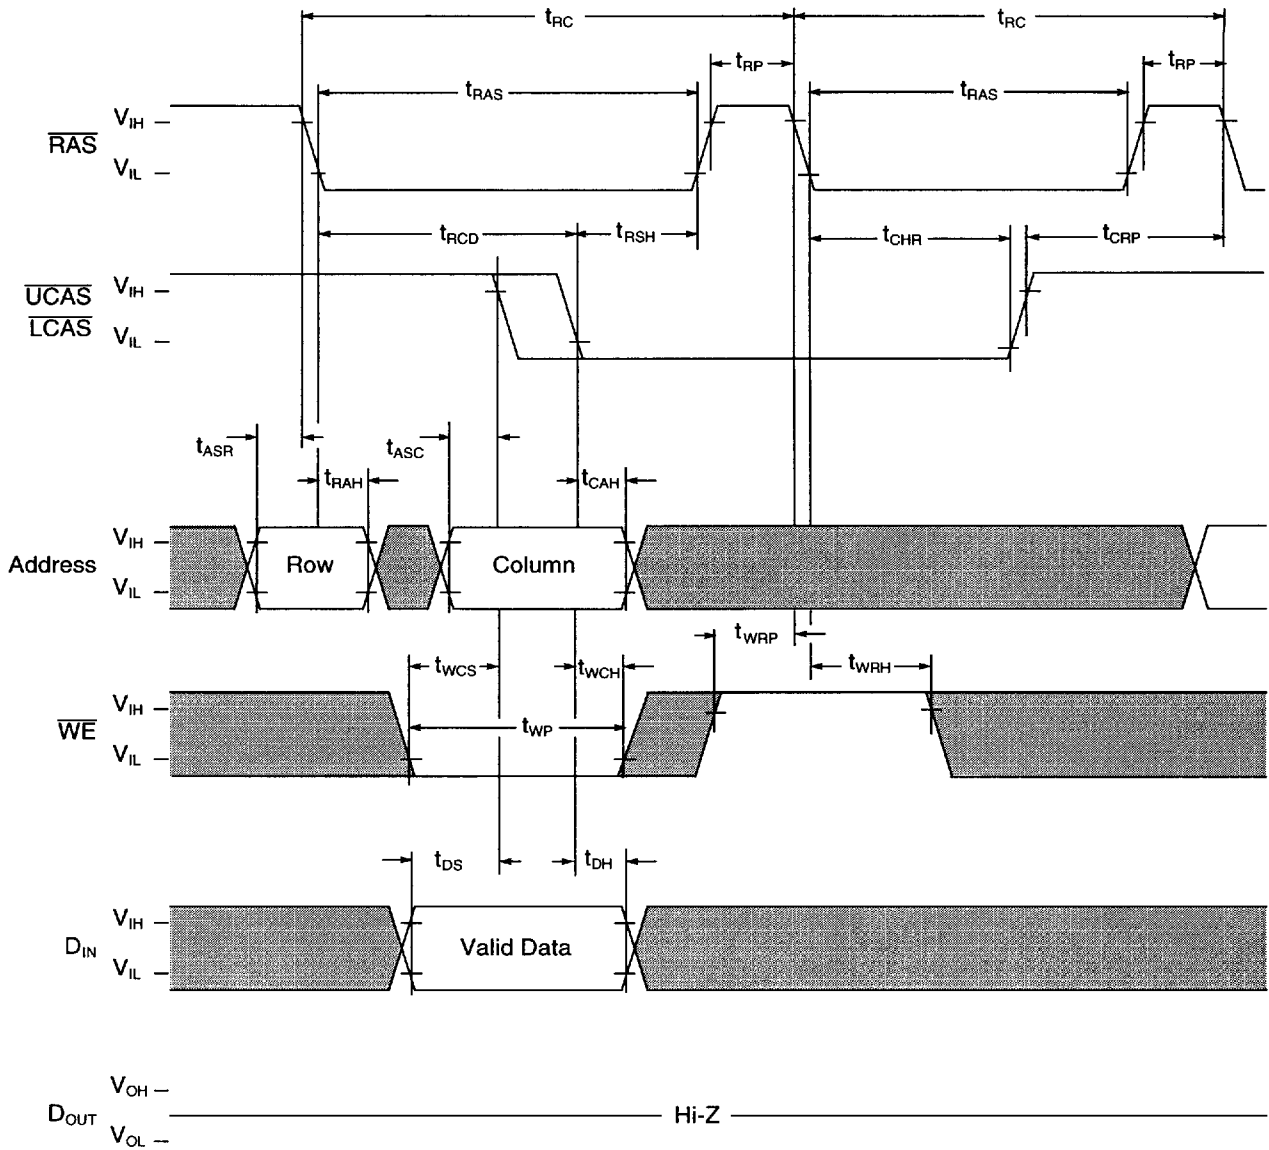 tRC tRC
tRP tRP
tRAS tRAS
RAS VIH
VIL
tRCD tRSH tCHR tCRP
UCAS VIH
LCAS VIL
tASR tASC
tRAH tCAH
VIH
Address Row Column
VIL
tWRP
tWCS tWCH tWRH
VIH
WE tWP
VIL
tDS tDH
VIH
DIN Valid Data
VIL
VOH
DOUT Hi-Z
VOL